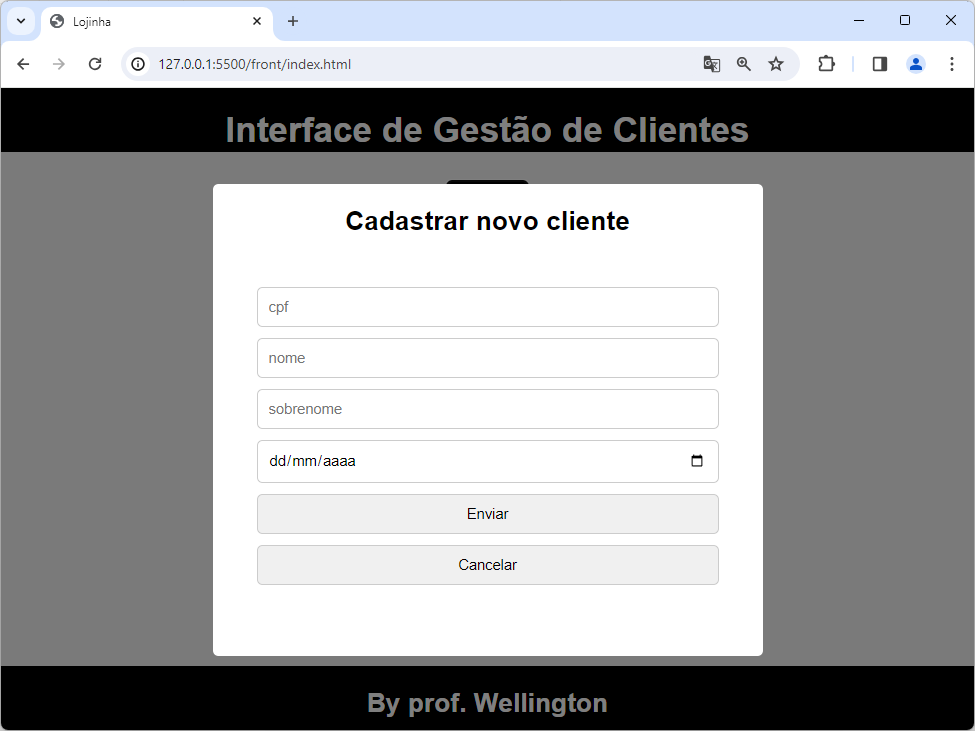 Lojinha
127.0.0.1:5500/front/index.html
Interface de Gestão de Clientes
Cadastrar novo cliente
cpf
nome
sobrenome
dd/mm/aaaa
Enviar
Cancelar
By prof. Wellington